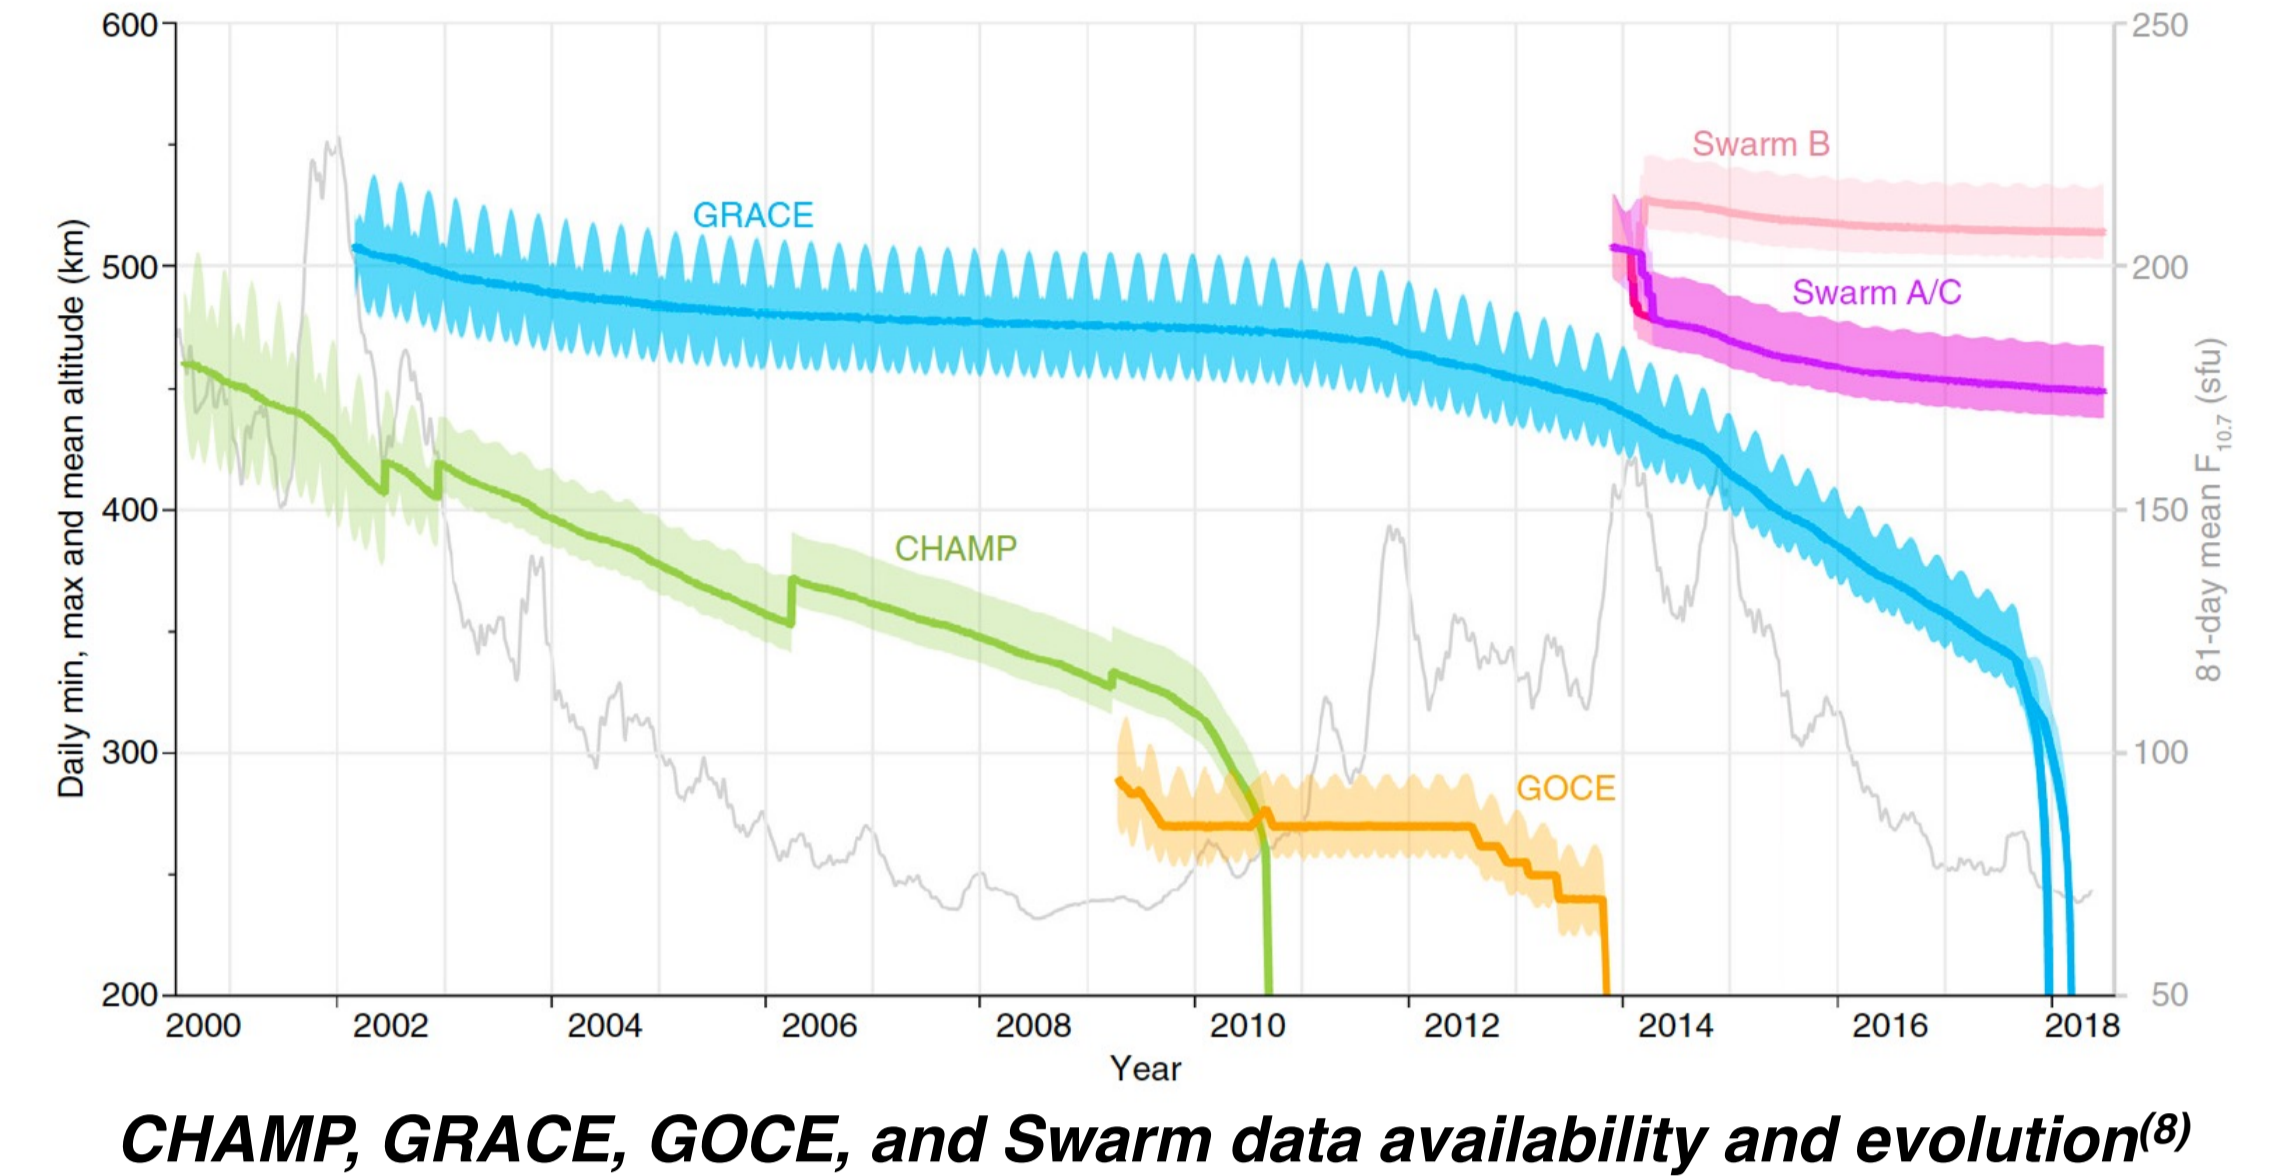 600
500
400
300
200
Daily min, max and mean altitude (km)
GRACE
CHAMP
GOCE
Swarm B
Swarm A/C
250
200
150
100
50
81-day mean F10.7 (sfu)
2000 2002 2004 2006 2008 2010 2012 2014 2016 2018
Year
CHAMP, GRACE, GOCE, and Swarm data availability and evolution(8)